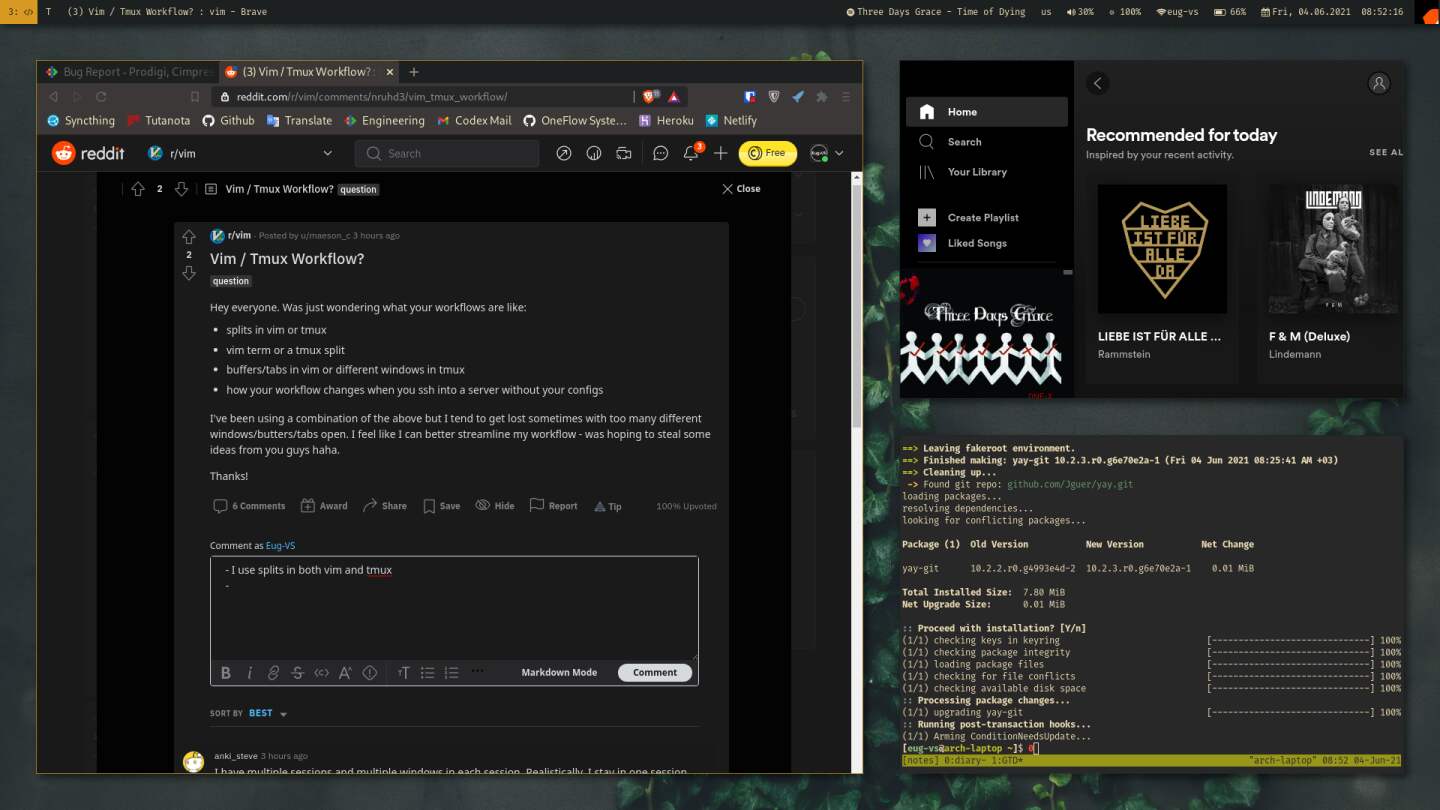 3: </>
T (3) Vim / Tmux Workflow? : vim - Brave
Three Days Grace - Time of Dying us 30% 100% eug-vs 66% Fri, 04.06.2021 08:52:16
Bug Report - Prodigi, Cimpres
(3) Vim / Tmux Workflow? :
reddit.com/r/vim/comments/nruhd3/vim_tmux_workflow/
Syncthing Tutanota Github Translate Engineering Codex Mail OneFlow Syste... Heroku Netlify
reddit r/vim Search 3 Free
2 Vim / Tmux Workflow? question Close
r/vim · Posted by u/maeson_c 3 hours ago
2
Vim / Tmux Workflow?
question
Hey everyone. Was just wondering what your workflows are like:
• splits in vim or tmux
• vim term or a tmux split
• buffers/tabs in vim or different windows in tmux
• how your workflow changes when you ssh into a server without your configs
I've been using a combination of the above but I tend to get lost sometimes with too many different
windows/butters/tabs open. I feel like I can better streamline my workflow - was hoping to steal some
ideas from you guys haha.
Thanks!
6 Comments Award Share Save Hide Report Tip 100% Upvoted
Comment as Eug-VS
- I use splits in both vim and tmux
-
Markdown Mode Comment
SORT BY BEST
anki_steve 3 hours ago
I have multiple sessions and multiple windows in each session. Realistically, I stay in one session
Home
Search
Your Library
Create Playlist
Liked Songs
Three Days Grace
ONE-X
Recommended for today
Inspired by your recent activity.
SEE AL
LIEBE
IST FÜR
ALLE
DA
LIEBE IST FÜR ALLE ...
Rammstein
LINDEMANN
F & M
F & M (Deluxe)
Lindemann
==> Leaving fakeroot environment.
==> Finished making: yay-git 10.2.3.r0.g6e70e2a-1 (Fri 04 Jun 2021 08:25:41 AM +03)
==> Cleaning up...
-> Found git repo: github.com/Jguer/yay.git
loading packages...
resolving dependencies...
looking for conflicting packages...
Package (1) Old Version New Version Net Change
yay-git 10.2.2.r0.g4993e4d-2 10.2.3.r0.g6e70e2a-1 0.01 MiB
Total Installed Size: 7.80 MiB
Net Upgrade Size: 0.01 MiB
:: Proceed with installation? [Y/n]
(1/1) checking keys in keyring [------------------------------] 100%
(1/1) checking package integrity [------------------------------] 100%
(1/1) loading package files [------------------------------] 100%
(1/1) checking for file conflicts [------------------------------] 100%
(1/1) checking available disk space [------------------------------] 100%
:: Processing package changes...
(1/1) upgrading yay-git [------------------------------] 100%
:: Running post-transaction hooks...
(1/1) Arming ConditionNeedsUpdate...
[eug-vs@arch-laptop ~]$ 0
[notes] 0:diary- 1:GTD* "arch-laptop" 08:52 04-Jun-21